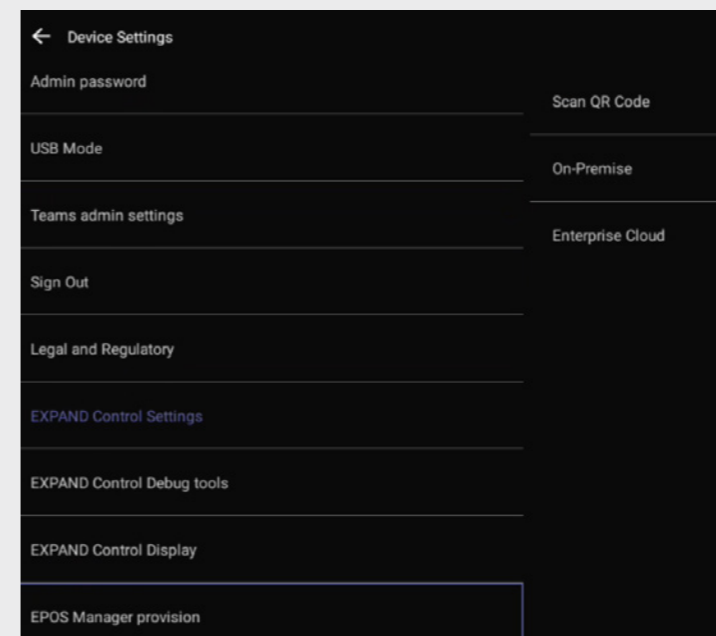 Device Settings
Admin password
USB Mode
Teams admin settings
Sign Out
Legal and Regulatory
EXPAND Control Settings
EXPAND Control Debug tools
EXPAND Control Display
EPOS Manager provision
Scan QR Code
On-Premise
Enterprise Cloud